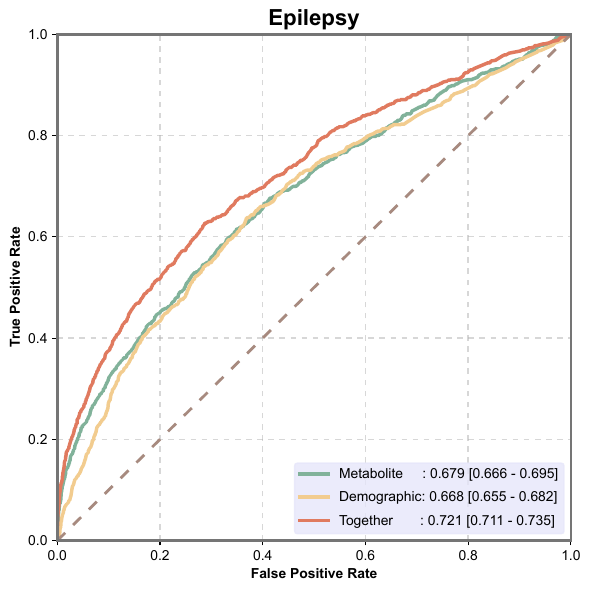 Epilepsy
1.0
0.8
0.6
0.4
0.2
0.0
True Positive Rate
Metabolite : 0.679 [0.666 - 0.695]
Demographic: 0.668 [0.655 - 0.682]
Together : 0.721 [0.711 - 0.735]
0.0 0.2 0.4 0.6 0.8 1.0
False Positive Rate